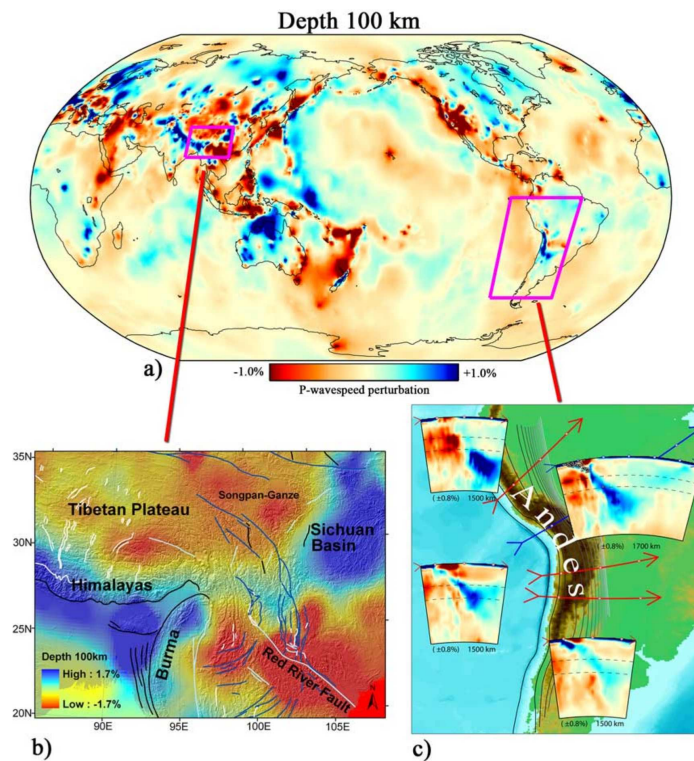 Depth 100 km
a)
-1.0%
+1.0%
P-wavespeed perturbation
35N
30N
25N
20N
90E
95E
100E
105E
Tibetan Plateau
Songpan-Ganze
Sichuan
Basin
Himalayas
Burma
Red River Fault
Depth 100km
High : 1.7%
Low : -1.7%
N
b)
Andes
(±0.8%) 1500 km
(±0.8%) 1700 km
(±0.8%) 1500 km
(±0.8%) 1500 km
c)